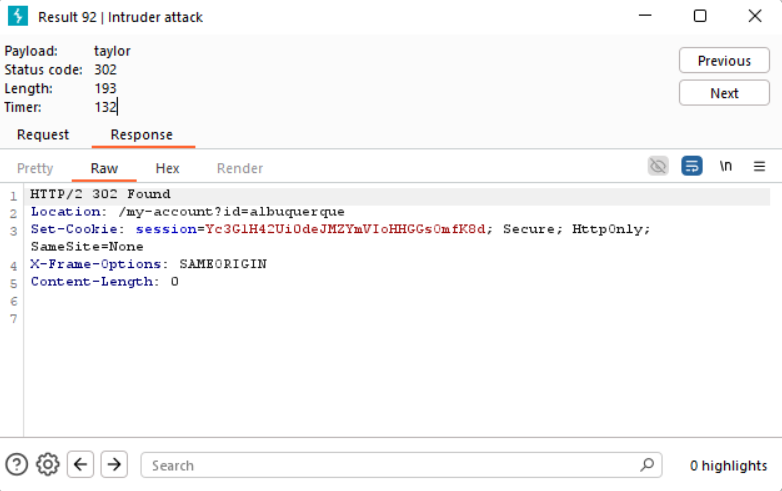 Result 92 | Intruder attack
Payload: taylor
Status code: 302
Length: 193
Timer: 132
Previous
Next
Request Response
Pretty Raw Hex Render \n
1 HTTP/2 302 Found
2 Location: /my-account?id=albuquerque
3 Set-Cookie: session=Yc3GlH42UiOdeJMZYmVIoHHGGsOmfK8d; Secure; HttpOnly;
SameSite=None
4 X-Frame-Options: SAMEORIGIN
5 Content-Length: 0
6
7
Search
0 highlights